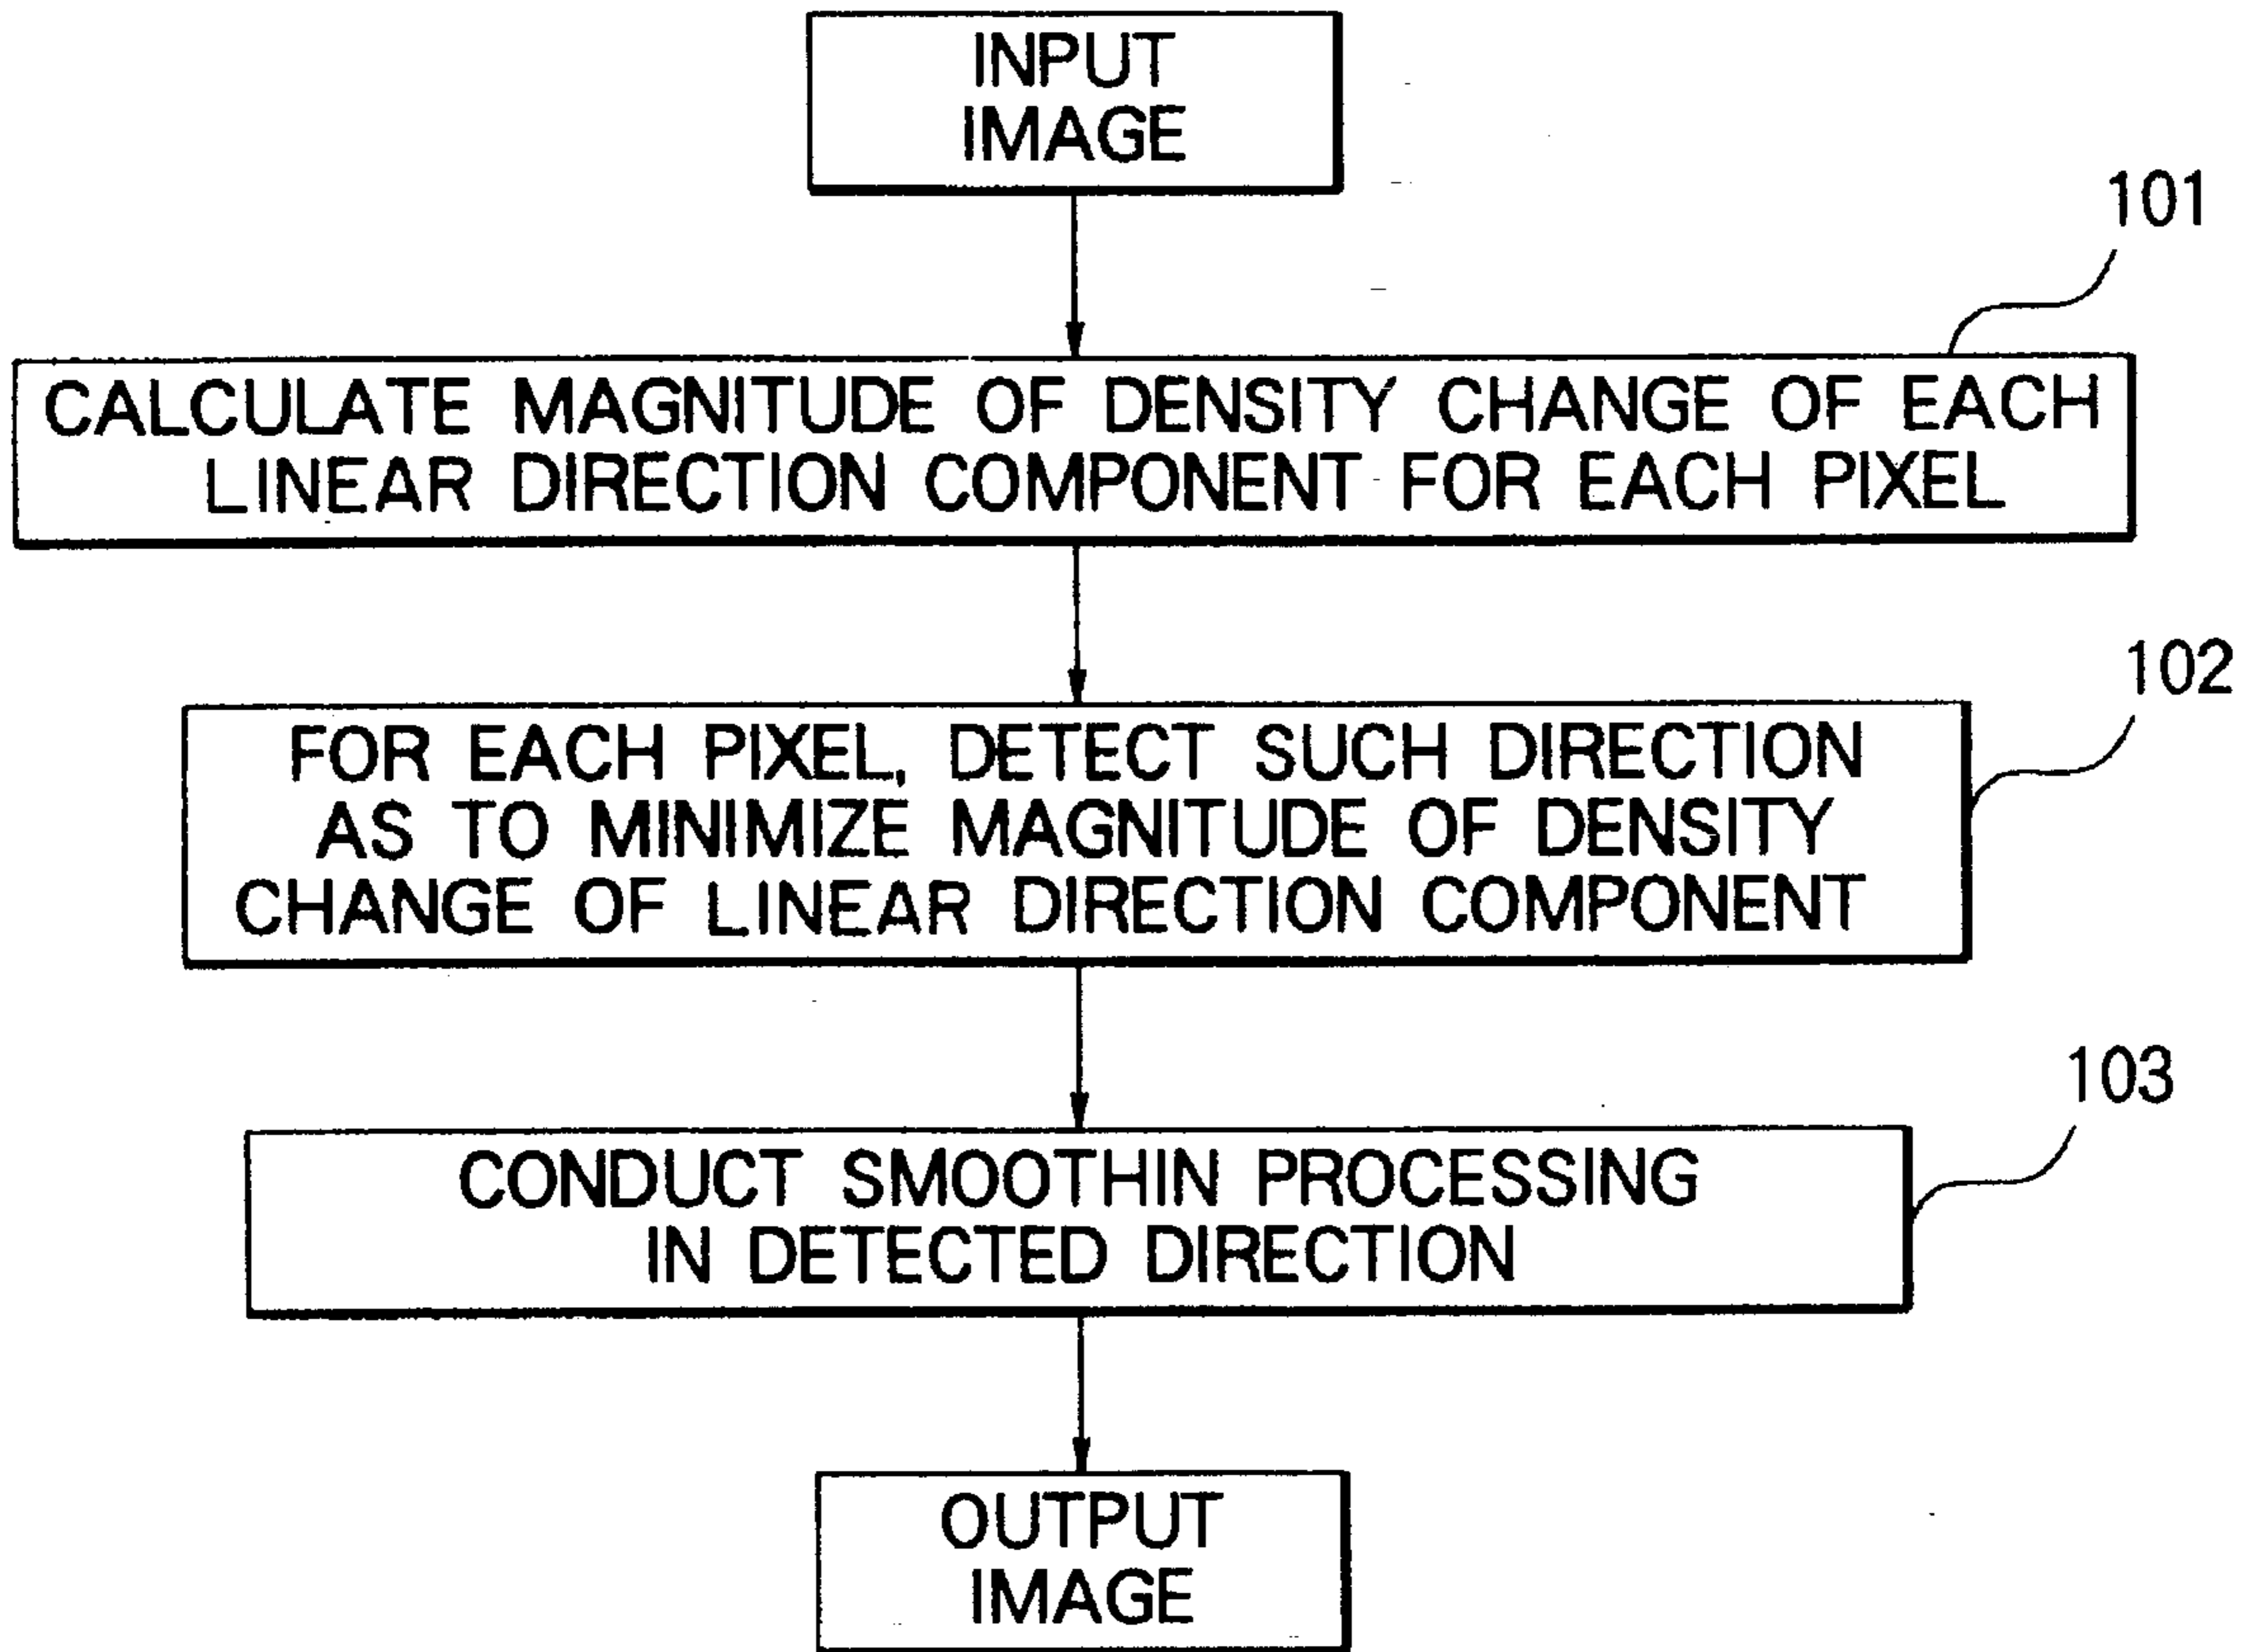 INPUT
IMAGE
101
CALCULATE MAGNITUDE OF DENSITY CHANGE OF EACH
LINEAR DIRECTION COMPONENT FOR EACH PIXEL
102
FOR EACH PIXEL, DETECT SUCH DIRECTION
AS TO MINIMIZE MAGNITUDE OF DENSITY
CHANGE OF LINEAR DIRECTION COMPONENT
103
CONDUCT SMOOTHIN PROCESSING
IN DETECTED DIRECTION
OUTPUT
IMAGE